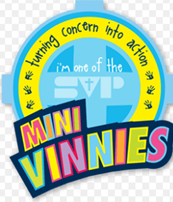 turning concern into action
i'm one of the
SVP
MINI
VINNIES